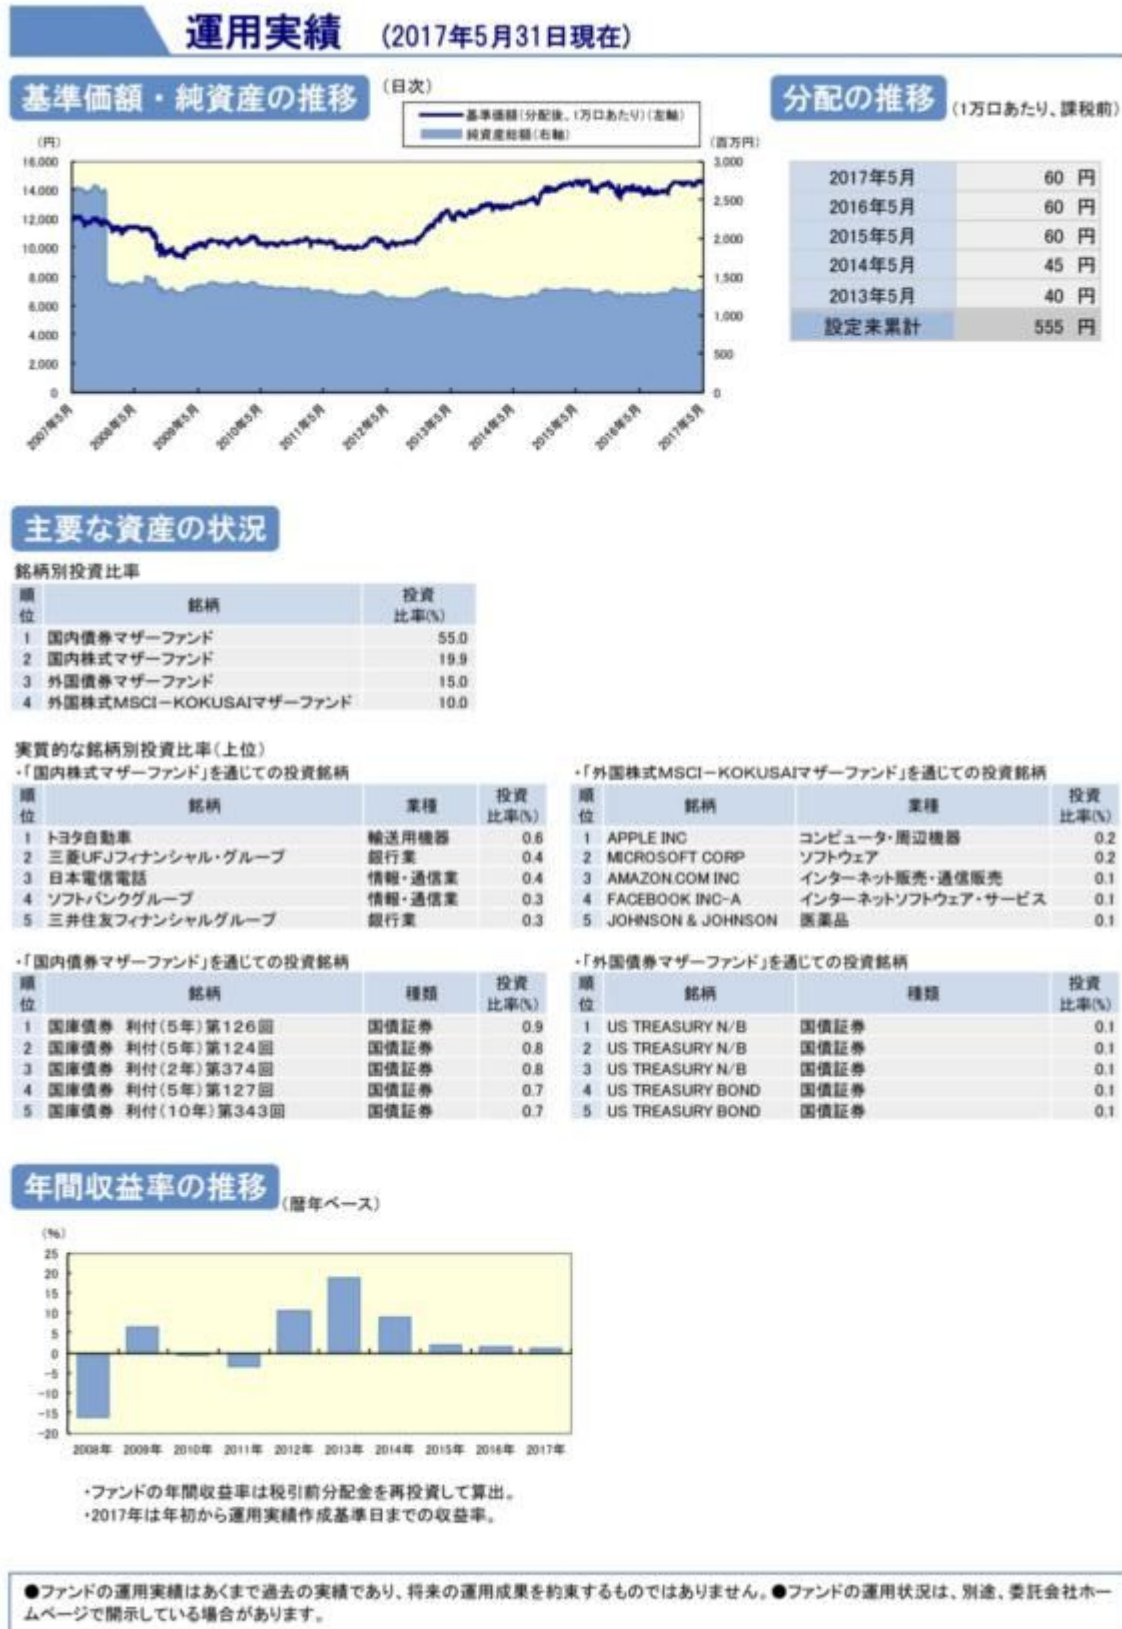 運用実績 (2017年5月31日現在)
基準価額・純資産の推移 (日次)
基準価額(分配後、1万口あたり)(左軸)
純資産総額(右軸)
(円)
(百万円)
16,000
14,000
12,000
10,000
8,000
6,000
4,000
2,000
0
3,000
2,500
2,000
1,500
1,000
500
0
2007年5月 2008年5月 2009年5月 2010年5月 2011年5月 2012年5月 2013年5月 2014年5月 2015年5月 2016年5月 2017年5月
分配の推移 (1万口あたり、課税前)
2017年5月 60 円
2016年5月 60 円
2015年5月 60 円
2014年5月 45 円
2013年5月 40 円
設定来累計 555 円
主要な資産の状況
銘柄別投資比率
順位 銘柄 投資比率(%)
1 国内債券マザーファンド 55.0
2 国内株式マザーファンド 19.9
3 外国債券マザーファンド 15.0
4 外国株式MSCI-KOKUSAIマザーファンド 10.0
実質的な銘柄別投資比率(上位)
・「国内株式マザーファンド」を通じての投資銘柄
順位 銘柄 業種 投資比率(%)
1 トヨタ自動車 輸送用機器 0.6
2 三菱UFJフィナンシャル・グループ 銀行業 0.4
3 日本電信電話 情報・通信業 0.4
4 ソフトバンクグループ 情報・通信業 0.3
5 三井住友フィナンシャルグループ 銀行業 0.3
・「外国株式MSCI-KOKUSAIマザーファンド」を通じての投資銘柄
順位 銘柄 業種 投資比率(%)
1 APPLE INC コンピュータ・周辺機器 0.2
2 MICROSOFT CORP ソフトウェア 0.2
3 AMAZON.COM INC インターネット販売・通信販売 0.1
4 FACEBOOK INC-A インターネットソフトウェア・サービス 0.1
5 JOHNSON & JOHNSON 医薬品 0.1
・「国内債券マザーファンド」を通じての投資銘柄
順位 銘柄 種類 投資比率(%)
1 国庫債券 利付(5年)第126回 国債証券 0.9
2 国庫債券 利付(5年)第124回 国債証券 0.8
3 国庫債券 利付(2年)第374回 国債証券 0.8
4 国庫債券 利付(5年)第127回 国債証券 0.7
5 国庫債券 利付(10年)第343回 国債証券 0.7
・「外国債券マザーファンド」を通じての投資銘柄
順位 銘柄 種類 投資比率(%)
1 US TREASURY N/B 国債証券 0.1
2 US TREASURY N/B 国債証券 0.1
3 US TREASURY N/B 国債証券 0.1
4 US TREASURY BOND 国債証券 0.1
5 US TREASURY BOND 国債証券 0.1
年間収益率の推移 (暦年ベース)
(%)
25
20
15
10
5
0
-5
-10
-15
-20
2008年 2009年 2010年 2011年 2012年 2013年 2014年 2015年 2016年 2017年
・ファンドの年間収益率は税引前分配金を再投資して算出。
・2017年は年初から運用実績作成基準日までの収益率。
●ファンドの運用実績はあくまで過去の実績であり、将来の運用成果を約束するものではありません。●ファンドの運用状況は、別途、委託会社ホー
ムページで開示している場合があります。